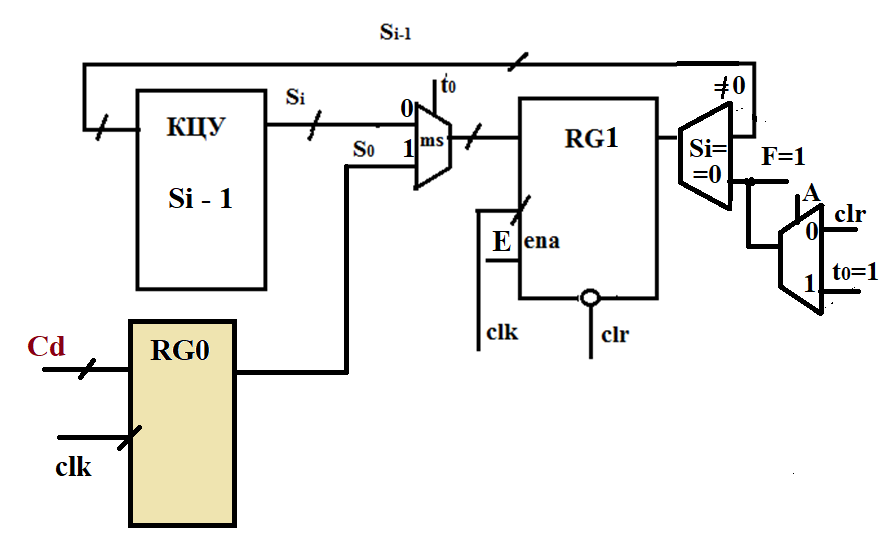 Si-1
≠0
t0
Si
0
КЦУ
RG1
ms
Si=
=0
F=1
S0
1
Si - 1
A
clr
0
E
ena
t0=1
1
clk
clr
Cd
RG0
clk